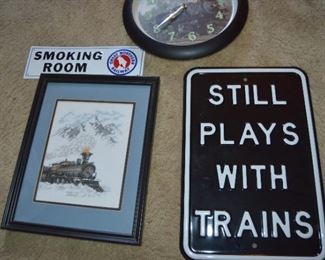 SMOKING
ROOM
STILL
PLAYS
WITH
TRAINS